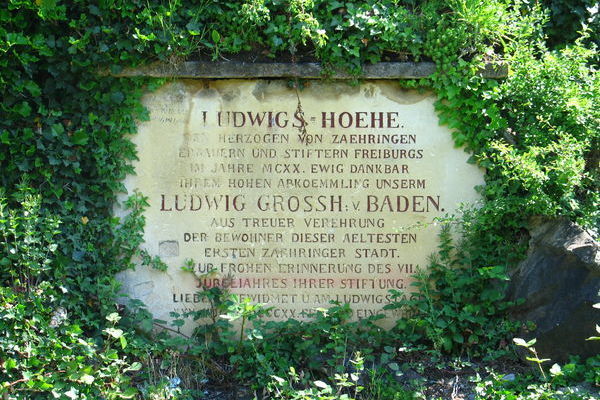 LUDWIGS=HOEHE.
DEN HERZOGEN VON ZAEHRINGEN
ERBAUERN UND STIFTERN FREIBURGS
IM JAHRE MCXX. EWIG DANKBAR
IHREM HOHEN ABKOEMMLING UNSERM
LUDWIG GROSSH: V. BADEN.
AUS TREUER VEREHRUNG
DER BEWOHNER DIESER AELTESTEN
ERSTEN ZAEHRINGER STADT.
ZUR FROHEN ERINNERUNG DES VII
JUBELJAHRES IHRER STIFTUNG.
AM LUDWIGSTAG